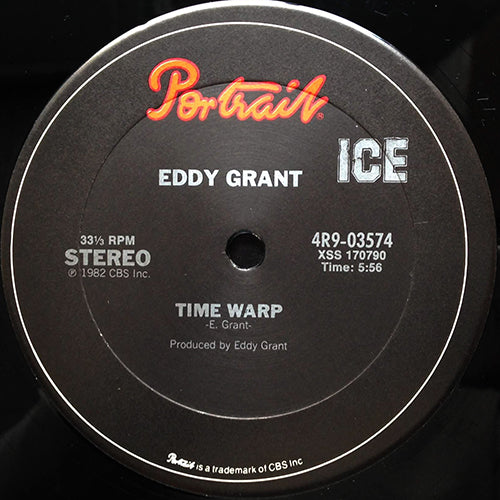 Portrait®
ICE
EDDY GRANT
33⅓ RPM
STEREO
℗ 1982 CBS Inc.
4R9-03574
XSS 170790
Time: 5:56
TIME WARP
-E. Grant-
Produced by Eddy Grant
Portrait is a trademark of CBS Inc